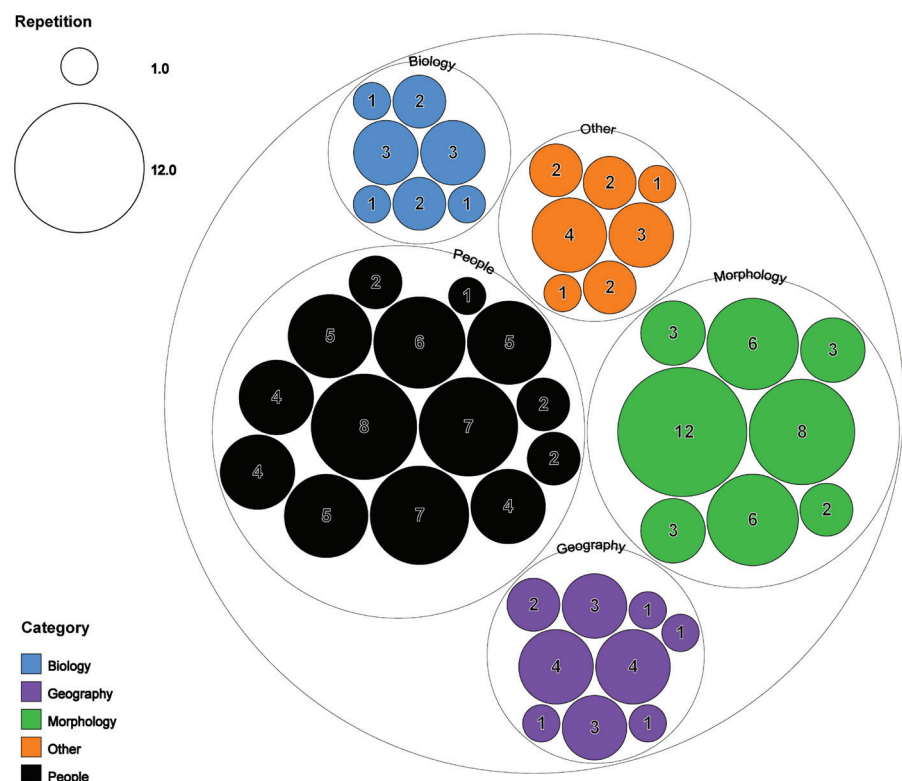 Repetition
1.0
12.0
Biology
1 2
3 3
1 2 1
Other
2 2 1
4 3
1 2
People
2 1
5 6 5
4 2
8 7
4 2
5 7 4
Morphology
3 6 3
12 8
3 6 2
Geography
2 3 1
1
4 4
1 3 1
Category
Biology
Geography
Morphology
Other
People